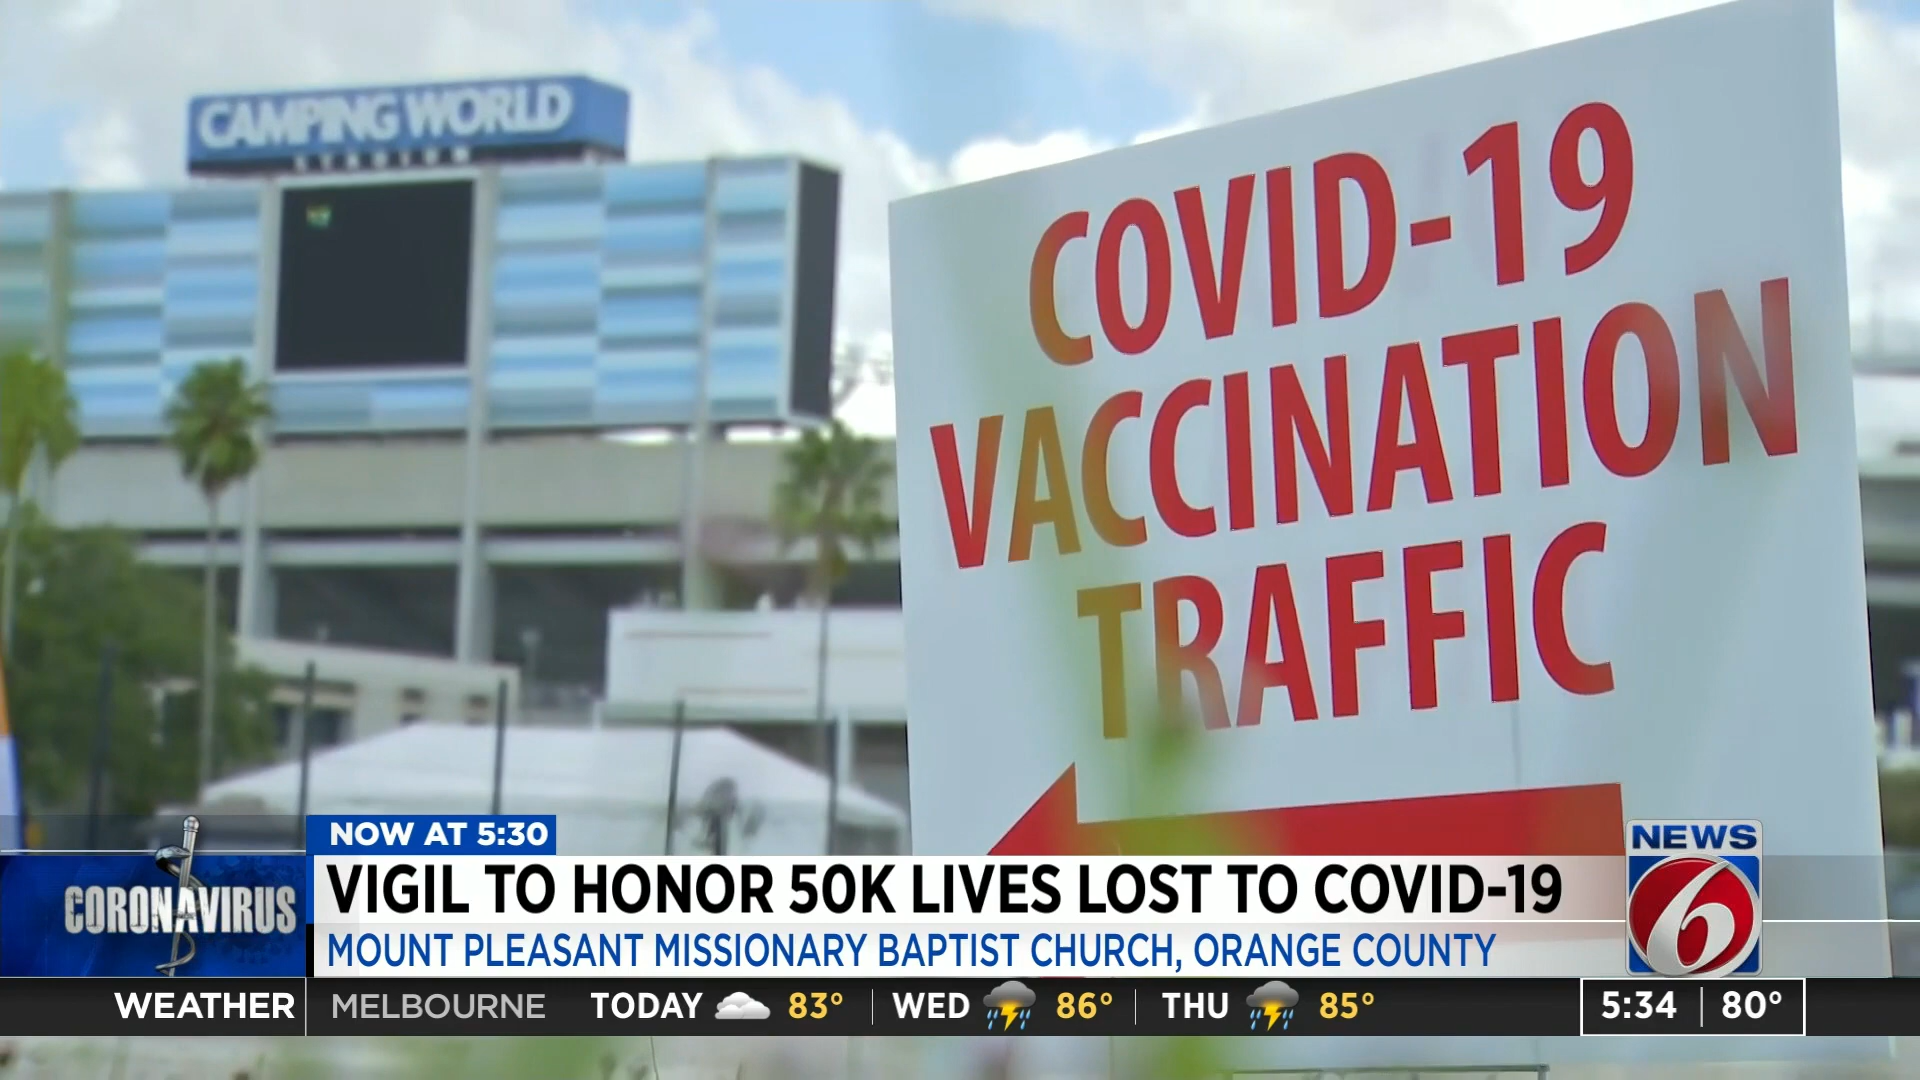 CAMPING WORLD
STADIUM
COVID-19
VACCINATION
TRAFFIC
NOW AT 5:30
CORONAVIRUS
VIGIL TO HONOR 50K LIVES LOST TO COVID-19
MOUNT PLEASANT MISSIONARY BAPTIST CHURCH, ORANGE COUNTY
NEWS
6
WEATHER MELBOURNE TODAY 83° WED 86° THU 85° 5:34 80°